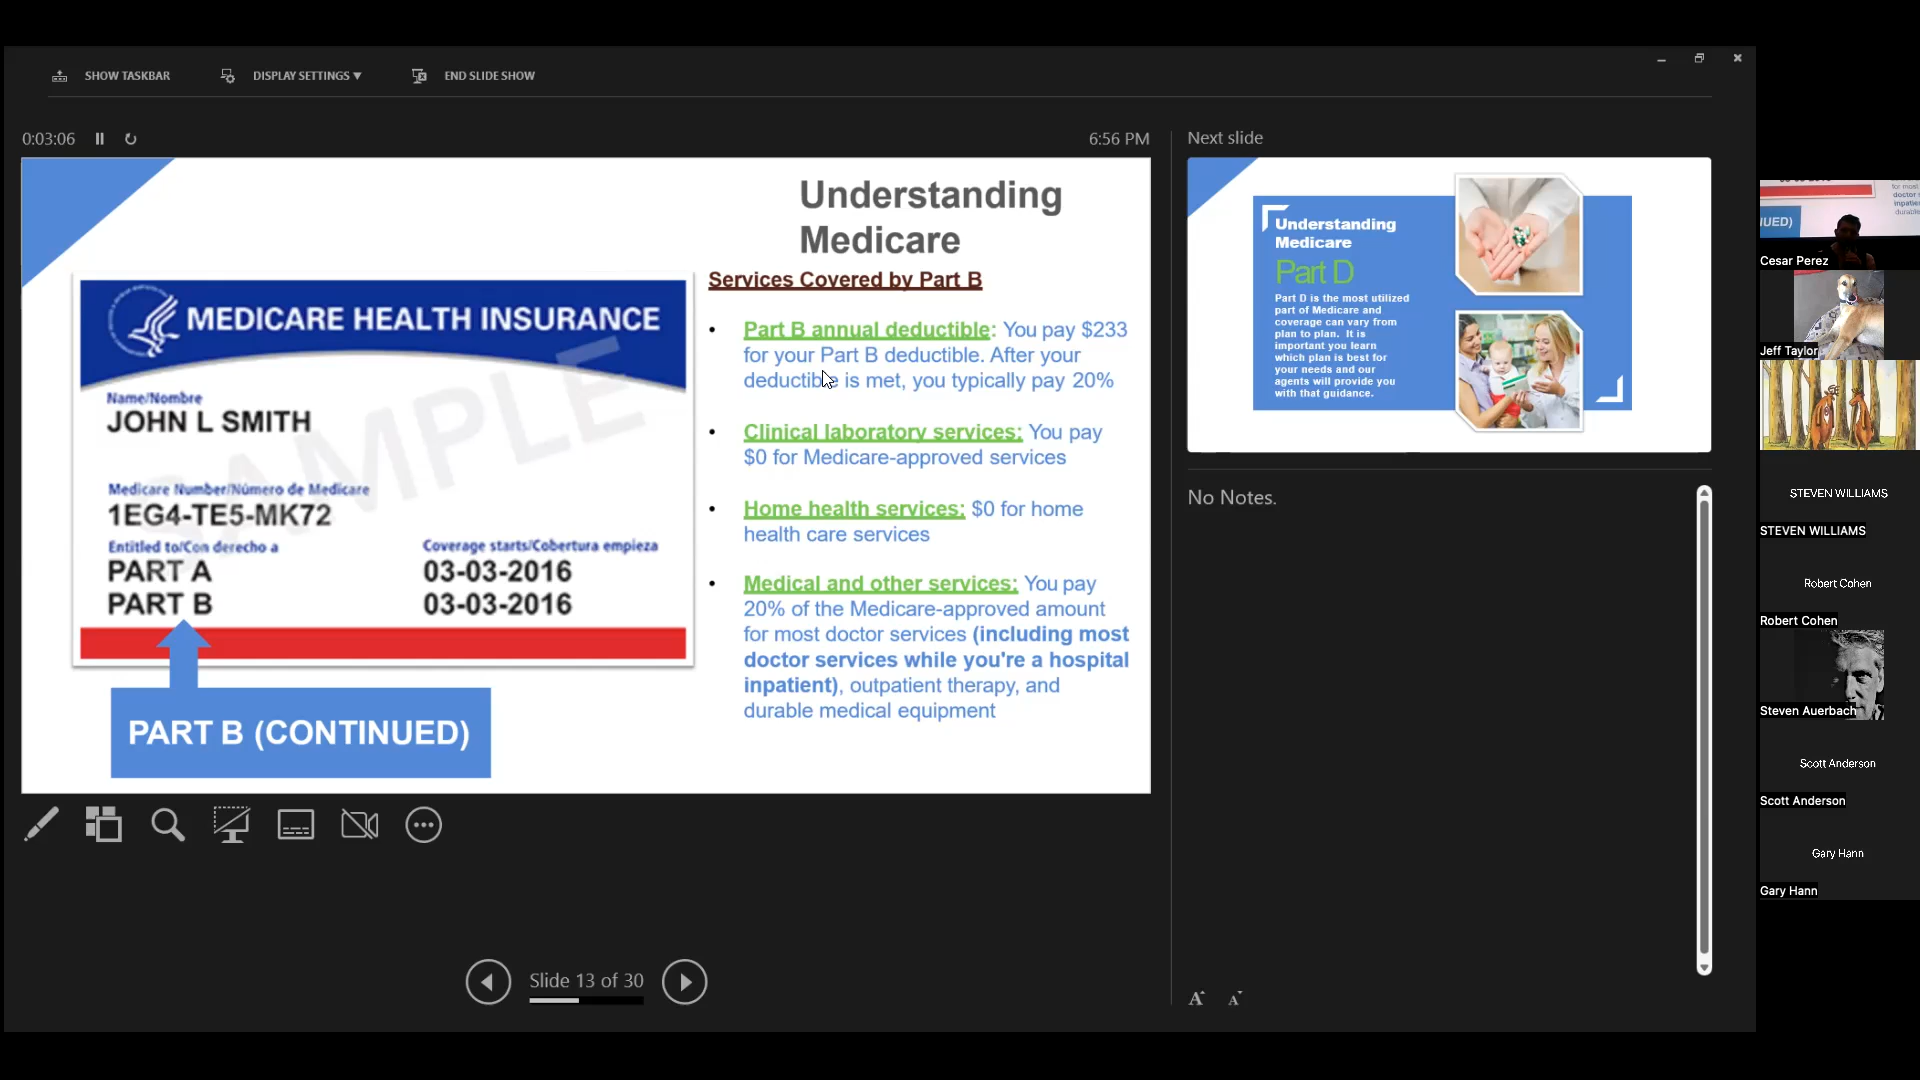 SHOW TASKBAR
DISPLAY SETTINGS ▼
END SLIDE SHOW
0:03:06
6:56 PM
Understanding
Medicare
Services Covered by Part B
• Part B annual deductible: You pay $233
for your Part B deductible. After your
deductible is met, you typically pay 20%
• Clinical laboratory services: You pay
$0 for Medicare-approved services
• Home health services: $0 for home
health care services
• Medical and other services: You pay
20% of the Medicare-approved amount
for most doctor services (including most
doctor services while you're a hospital
inpatient), outpatient therapy, and
durable medical equipment
MEDICARE HEALTH INSURANCE
SAMPLE
Name/Nombre
JOHN L SMITH
Medicare Number/Número de Medicare
1EG4-TE5-MK72
Entitled to/Con derecho a
Coverage starts/Cobertura empieza
PART A
03-03-2016
PART B
03-03-2016
PART B (CONTINUED)
Slide 13 of 30
Next slide
Understanding
Medicare
Part D
Part D is the most utilized
part of Medicare and
coverage can vary from
plan to plan. It is
important you learn
which plan is best for
your needs and our
agents will provide you
with that guidance.
No Notes.
A A
for most
doctor
inpatie
durable
UED)
Cesar Perez
Jeff Taylor
STEVEN WILLIAMS
STEVEN WILLIAMS
Robert Cohen
Robert Cohen
Steven Auerbach
Scott Anderson
Scott Anderson
Gary Hann
Gary Hann